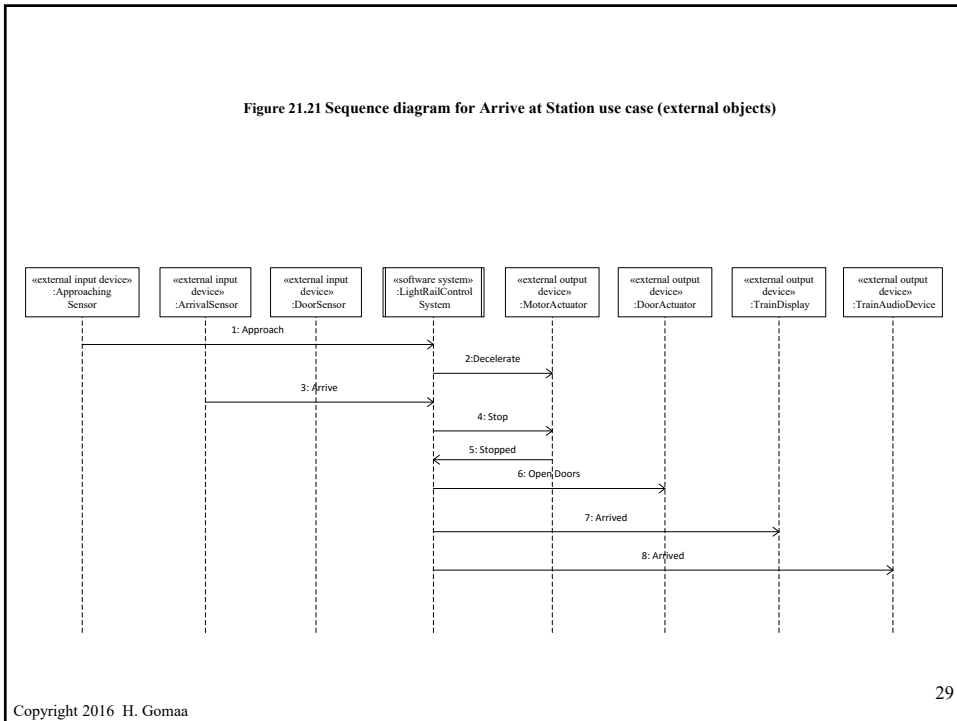 Figure 21.21 Sequence diagram for Arrive at Station use case (external objects)
«external input device»
:Approaching
Sensor
«external input
device»
:ArrivalSensor
«external input
device»
:DoorSensor
«software system»
:LightRailControl
System
«external output
device»
:MotorActuator
«external output
device»
:DoorActuator
«external output
device»
:TrainDisplay
«external output
device»
:TrainAudioDevice
1: Approach
2:Decelerate
3: Arrive
4: Stop
5: Stopped
6: Open Doors
7: Arrived
8: Arrived
29
Copyright 2016 H. Gomaa